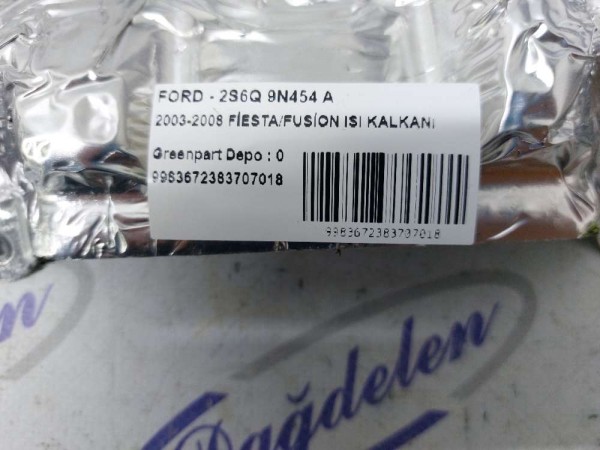 FORD - 2S6Q 9N454 A
2003-2008 FİESTA/FUSİON ISI KALKANI
Greenpart Depo : 0
9983672383707018
9983672383707018
Dağdelen